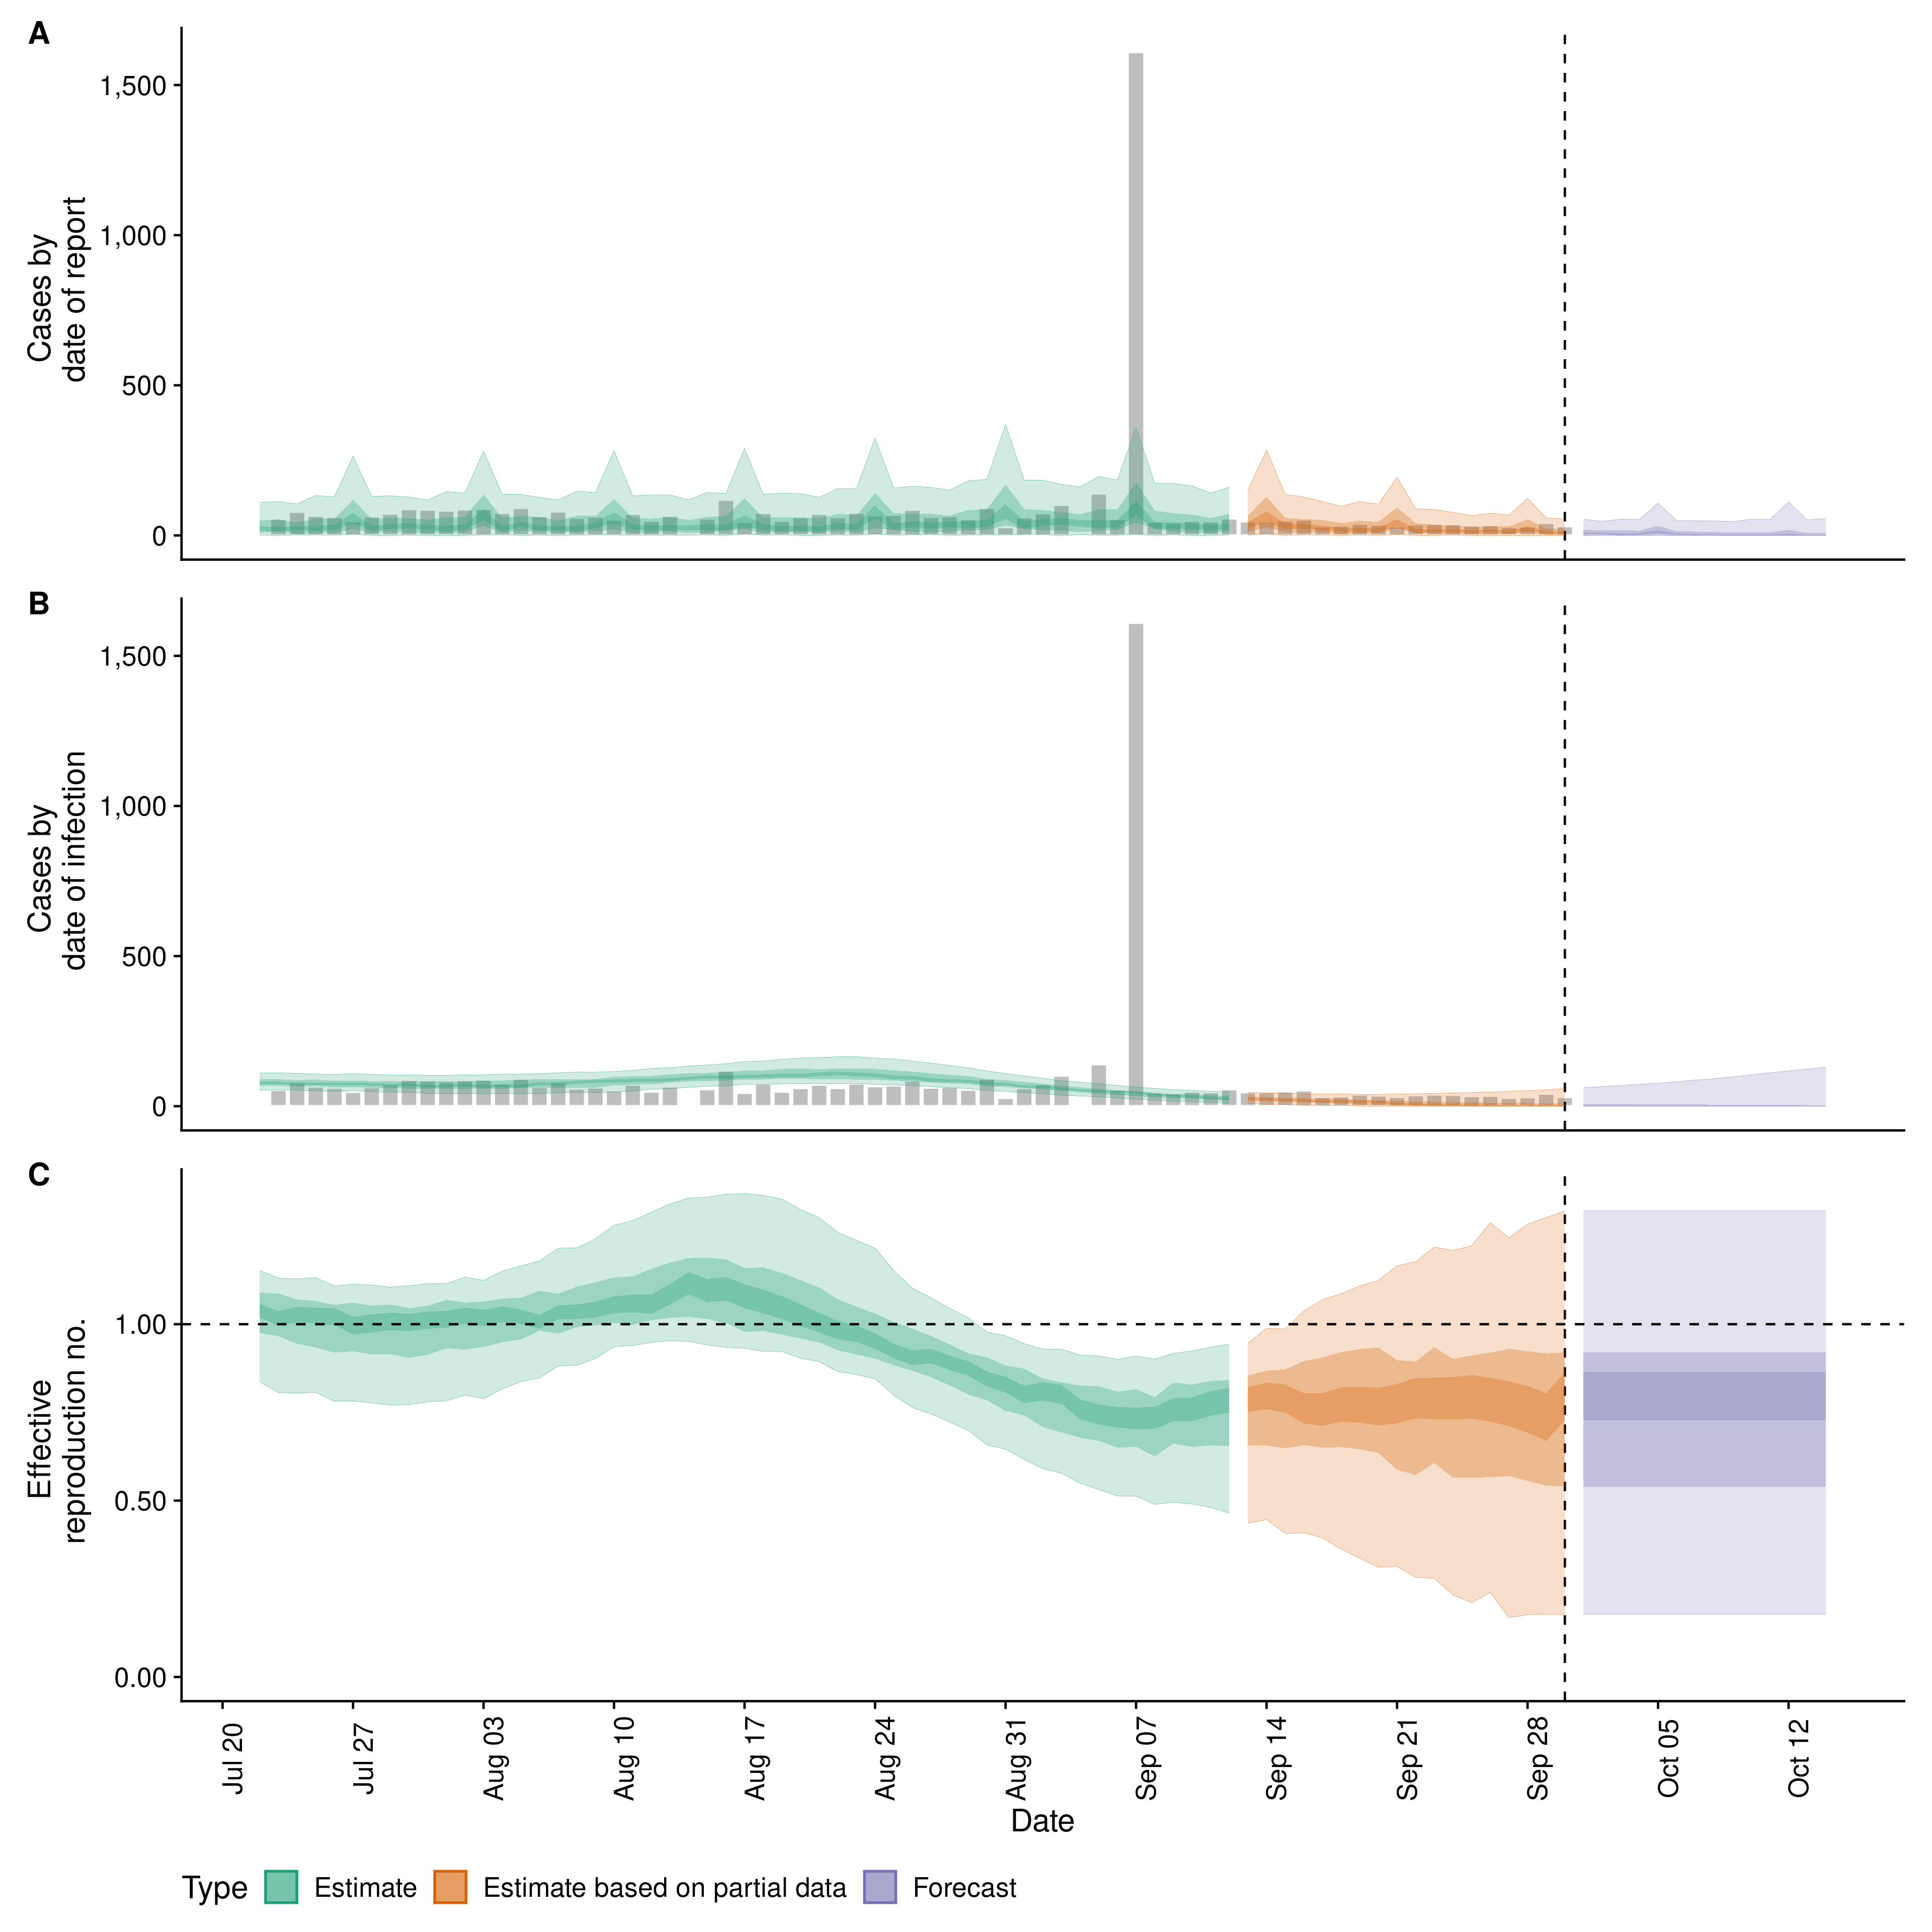 A
1,500
1,000
500
0
Cases by
date of report
B
1,500
1,000
500
0
Cases by
date of infection
C
1.00
0.50
0.00
Effective
reproduction no.
Jul 20
Jul 27
Aug 03
Aug 10
Aug 17
Aug 24
Aug 31
Sep 07
Sep 14
Sep 21
Sep 28
Oct 05
Oct 12
Date
Type Estimate Estimate based on partial data Forecast